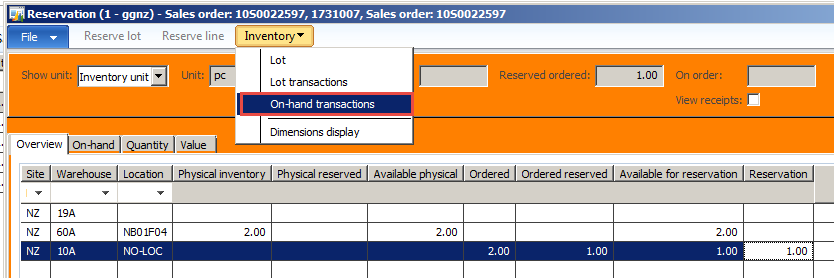 Reservation (1 - ggnz) - Sales order: 10S0022597, 1731007, Sales order: 10S0022597
File Reserve lot Reserve line Inventory
Lot
Lot transactions
On-hand transactions
Dimensions display
Show unit: Inventory unit Unit: pc Reserved ordered: 1.00 On order:
View receipts:
Overview On-hand Quantity Value
Site Warehouse Location Physical inventory Physical reserved Available physical Ordered Ordered reserved Available for reservation Reservation
NZ 19A
NZ 60A NB01F04 2.00 2.00 2.00
NZ 10A NO-LOC 2.00 1.00 1.00 1.00